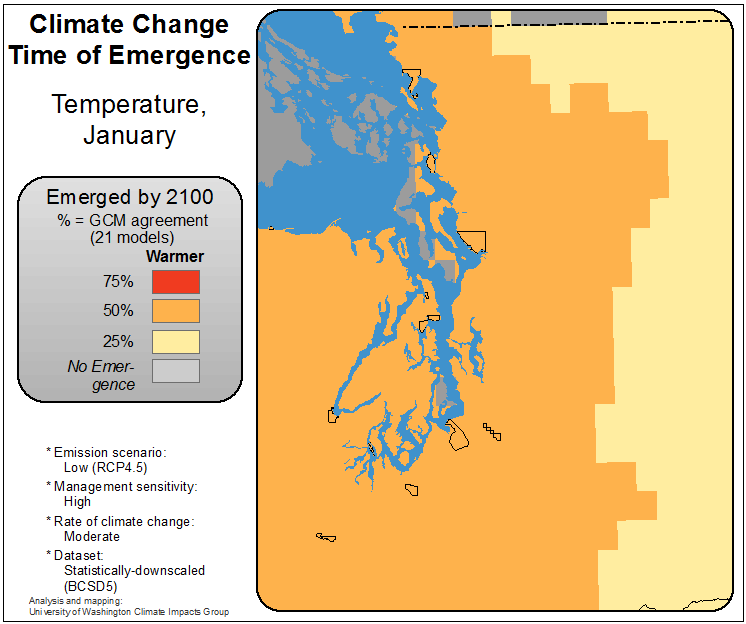 Climate Change
Time of Emergence
Temperature,
January
Emerged by 2100
% = GCM agreement
(21 models)
Warmer
75%
50%
25%
No Emer-
gence
* Emission scenario:
Low (RCP4.5)
* Management sensitivity:
High
* Rate of climate change:
Moderate
* Dataset:
Statistically-downscaled
(BCSD5)
Analysis and mapping:
University of Washington Climate Impacts Group